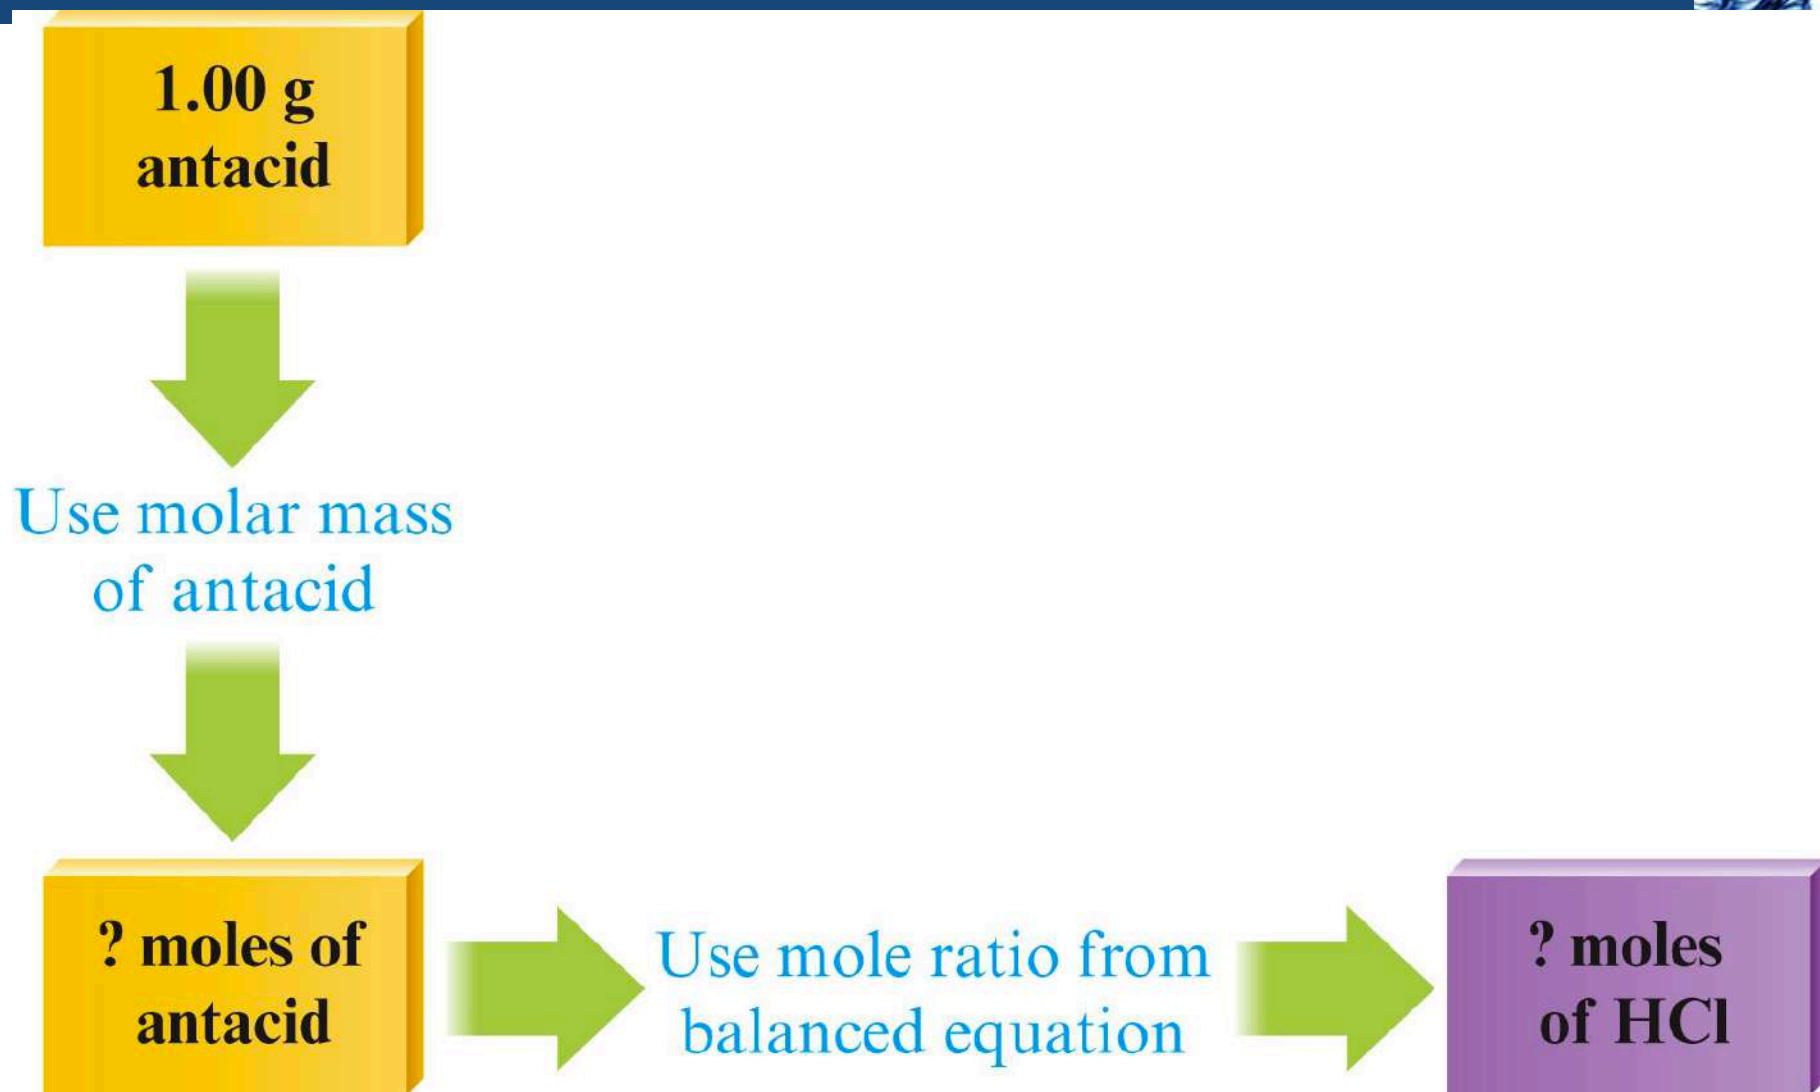 1.00 g
antacid
Use molar mass
of antacid
? moles of
antacid
Use mole ratio from
balanced equation
? moles
of HCl